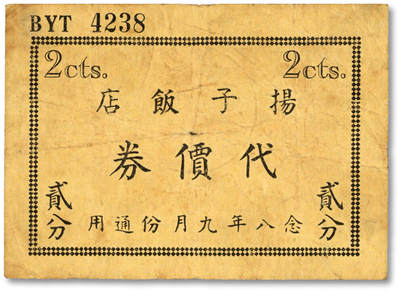 BYT 4238
2cts. 2cts.
揚子飯店
代價券
貳分 貳分
念八年九月份通用